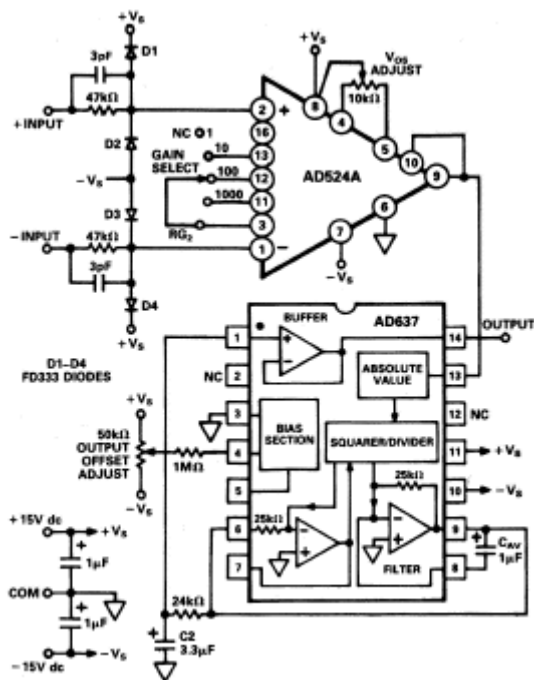 +Vs
D1
3pF
47kΩ
+INPUT
D2
-Vs
D3
-INPUT
47kΩ
3pF
D4
+Vs
NC 1
GAIN
SELECT
10
100
1000
RG2
2
+
16
13
12
11
3
1
-
AD524A
+Vs
8
VOS
ADJUST
10kΩ
4
5
10
9
6
7
-Vs
D1-D4
FD333 DIODES
+Vs
50kΩ
OUTPUT
OFFSET
ADJUST
-Vs
1MΩ
+15V dc
+Vs
+
1µF
COM
+
1µF
-15V dc
-Vs
AD637
BUFFER
+
-
1
NC
2
3
4
5
6
7
BIAS
SECTION
ABSOLUTE
VALUE
SQUARER/DIVIDER
25kΩ
-
+
25kΩ
-
+
FILTER
14
OUTPUT
13
12
NC
11
+Vs
10
-Vs
9
8
+
CAV
1µF
24kΩ
+
C2
3.3µF